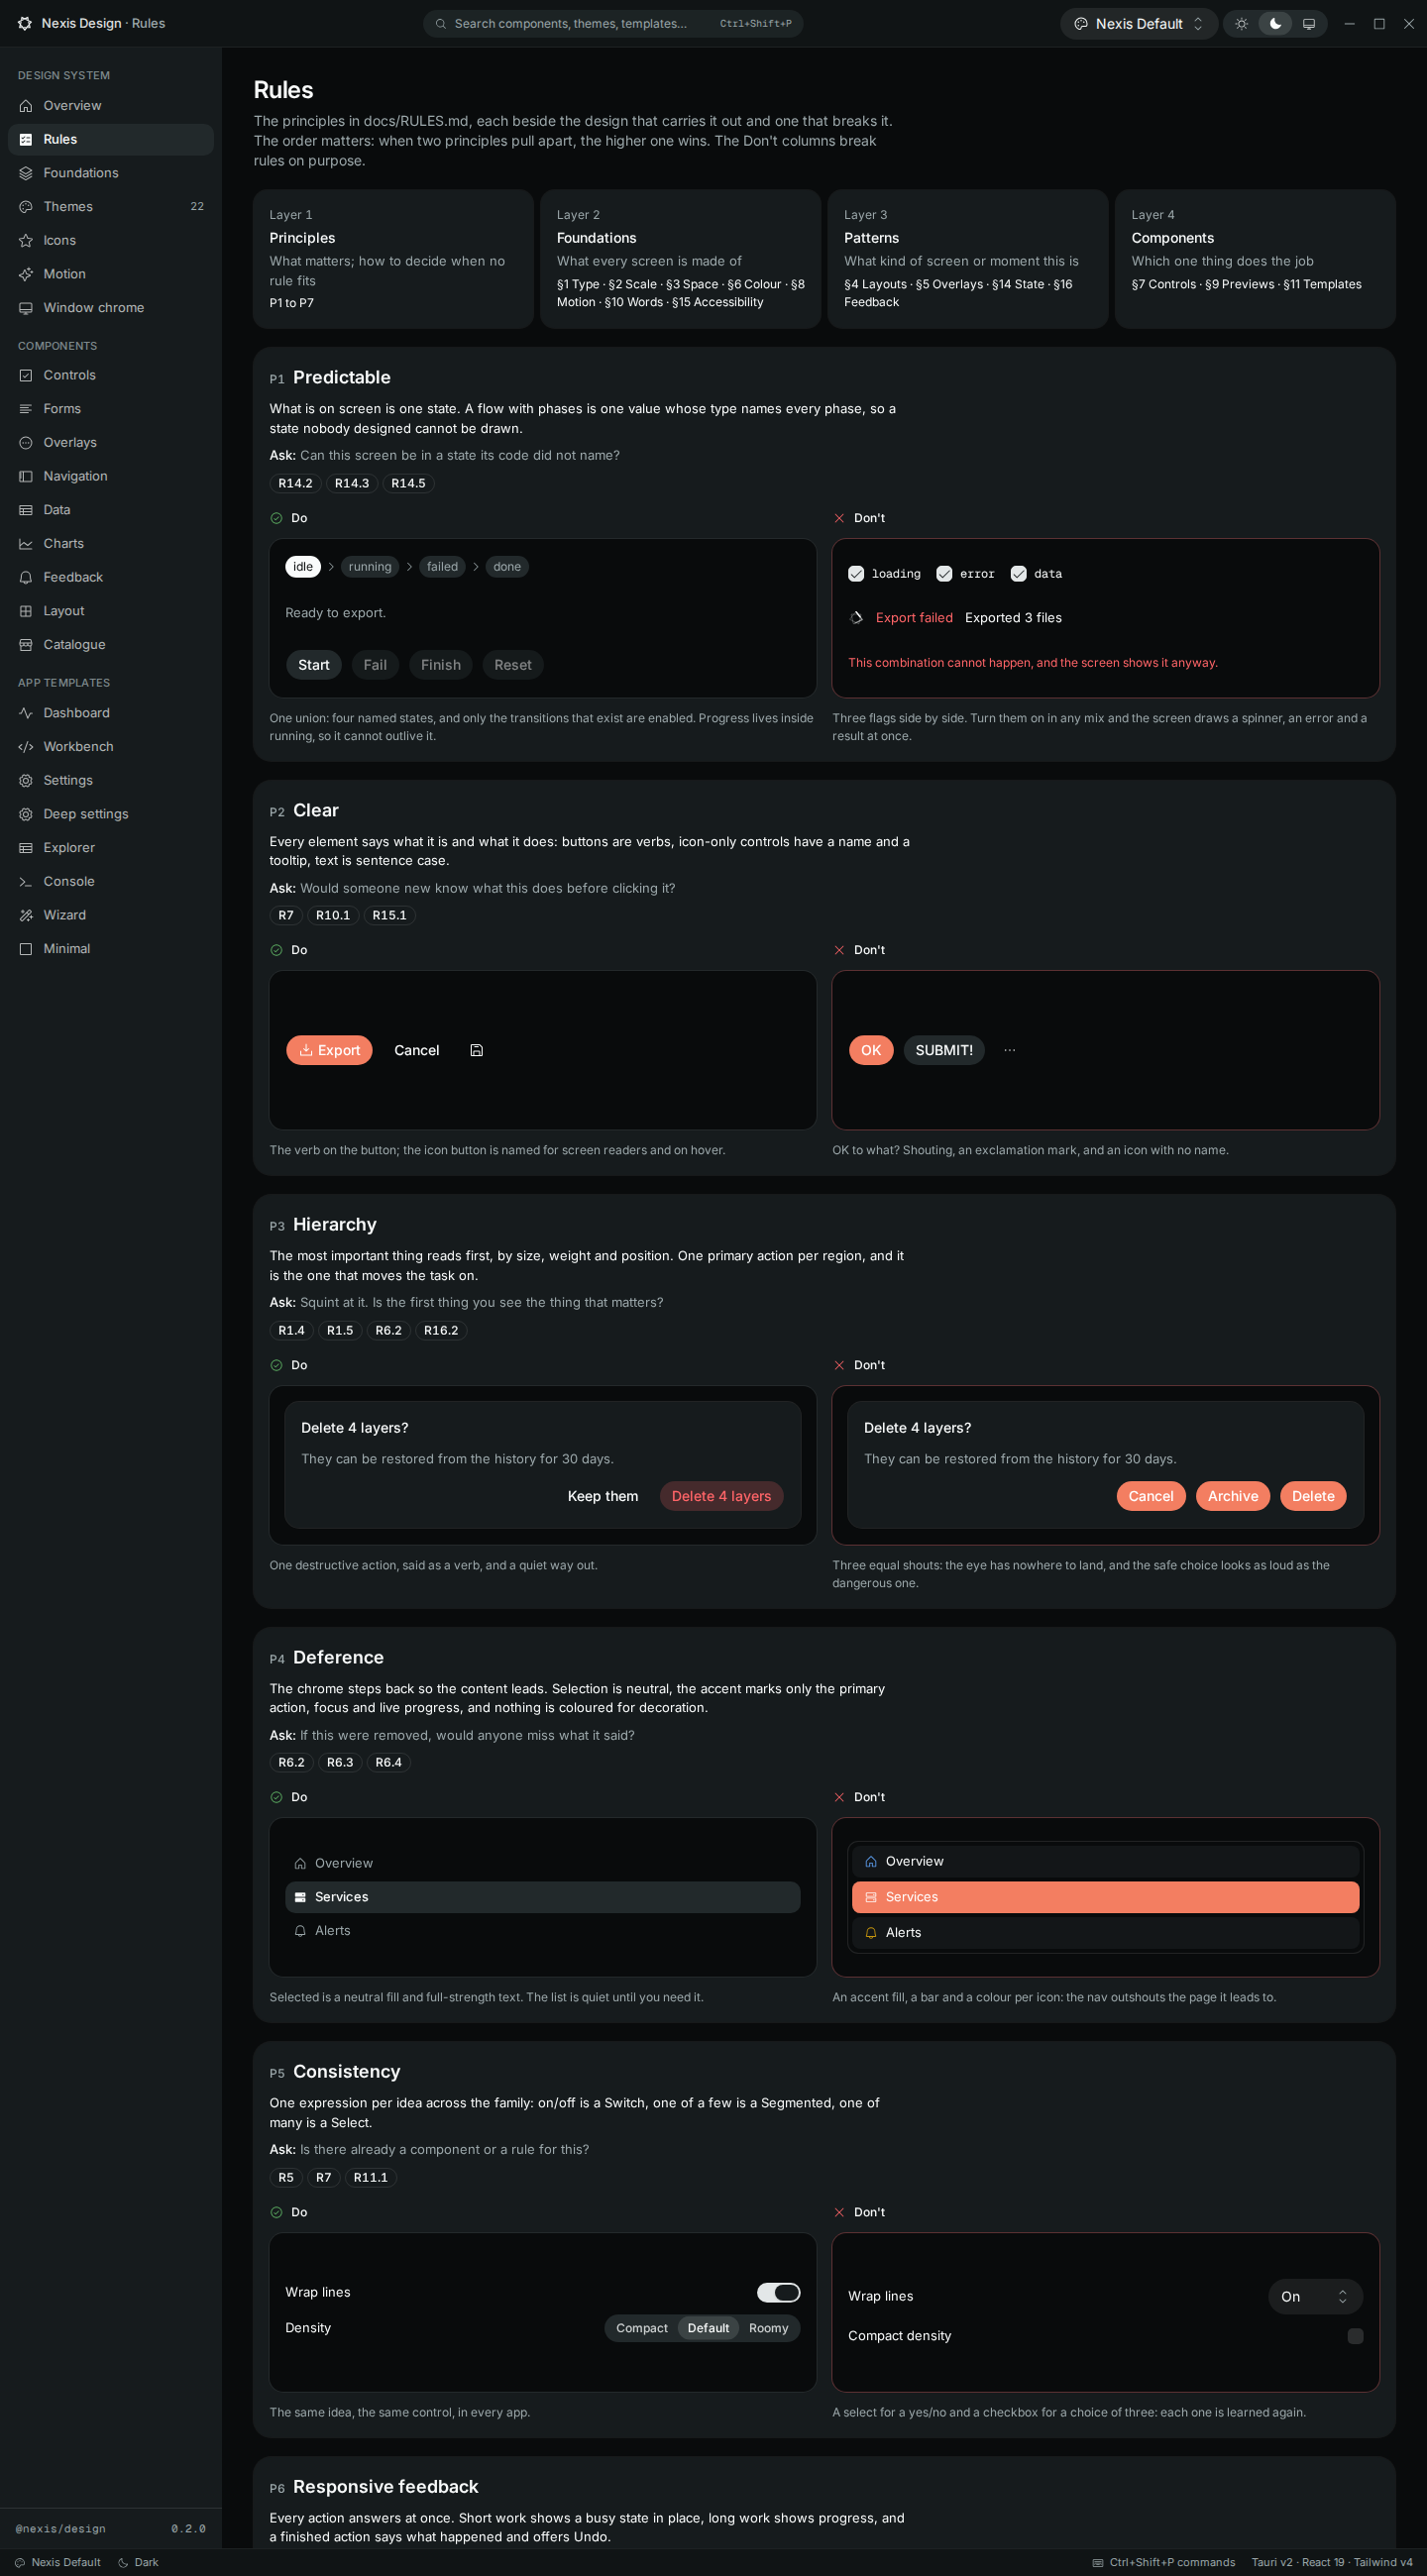 Nexis Design · Rules
Search components, themes, templates... Ctrl+Shift+P
Nexis Default
DESIGN SYSTEM
Overview
Rules
Foundations
Themes 22
Icons
Motion
Window chrome
COMPONENTS
Controls
Forms
Overlays
Navigation
Data
Charts
Feedback
Layout
Catalogue
APP TEMPLATES
Dashboard
Workbench
Settings
Deep settings
Explorer
Console
Wizard
Minimal
@nexis/design 0.2.0
Rules
The principles in docs/RULES.md, each beside the design that carries it out and one that breaks it.
The order matters: when two principles pull apart, the higher one wins. The Don't columns break
rules on purpose.
Layer 1
Principles
What matters; how to decide when no
rule fits
P1 to P7
Layer 2
Foundations
What every screen is made of
§1 Type · §2 Scale · §3 Space · §6 Colour · §8
Motion · §10 Words · §15 Accessibility
Layer 3
Patterns
What kind of screen or moment this is
§4 Layouts · §5 Overlays · §14 State · §16
Feedback
Layer 4
Components
Which one thing does the job
§7 Controls · §9 Previews · §11 Templates
P1 Predictable
What is on screen is one state. A flow with phases is one value whose type names every phase, so a
state nobody designed cannot be drawn.
Ask: Can this screen be in a state its code did not name?
R14.2 R14.3 R14.5
Do
idle running failed done
Ready to export.
Start Fail Finish Reset
One union: four named states, and only the transitions that exist are enabled. Progress lives inside
running, so it cannot outlive it.
Don't
loading error data
Export failed Exported 3 files
This combination cannot happen, and the screen shows it anyway.
Three flags side by side. Turn them on in any mix and the screen draws a spinner, an error and a
result at once.
P2 Clear
Every element says what it is and what it does: buttons are verbs, icon-only controls have a name and a
tooltip, text is sentence case.
Ask: Would someone new know what this does before clicking it?
R7 R10.1 R15.1
Do
Export Cancel
The verb on the button; the icon button is named for screen readers and on hover.
Don't
OK SUBMIT! ...
OK to what? Shouting, an exclamation mark, and an icon with no name.
P3 Hierarchy
The most important thing reads first, by size, weight and position. One primary action per region, and it
is the one that moves the task on.
Ask: Squint at it. Is the first thing you see the thing that matters?
R1.4 R1.5 R6.2 R16.2
Do
Delete 4 layers?
They can be restored from the history for 30 days.
Keep them Delete 4 layers
One destructive action, said as a verb, and a quiet way out.
Don't
Delete 4 layers?
They can be restored from the history for 30 days.
Cancel Archive Delete
Three equal shouts: the eye has nowhere to land, and the safe choice looks as loud as the
dangerous one.
P4 Deference
The chrome steps back so the content leads. Selection is neutral, the accent marks only the primary
action, focus and live progress, and nothing is coloured for decoration.
Ask: If this were removed, would anyone miss what it said?
R6.2 R6.3 R6.4
Do
Overview
Services
Alerts
Selected is a neutral fill and full-strength text. The list is quiet until you need it.
Don't
Overview
Services
Alerts
An accent fill, a bar and a colour per icon: the nav outshouts the page it leads to.
P5 Consistency
One expression per idea across the family: on/off is a Switch, one of a few is a Segmented, one of
many is a Select.
Ask: Is there already a component or a rule for this?
R5 R7 R11.1
Do
Wrap lines
Density Compact Default Roomy
The same idea, the same control, in every app.
Don't
Wrap lines On
Compact density
A select for a yes/no and a checkbox for a choice of three: each one is learned again.
P6 Responsive feedback
Every action answers at once. Short work shows a busy state in place, long work shows progress, and
a finished action says what happened and offers Undo.
Nexis Default Dark
Ctrl+Shift+P commands Tauri v2 · React 19 · Tailwind v4